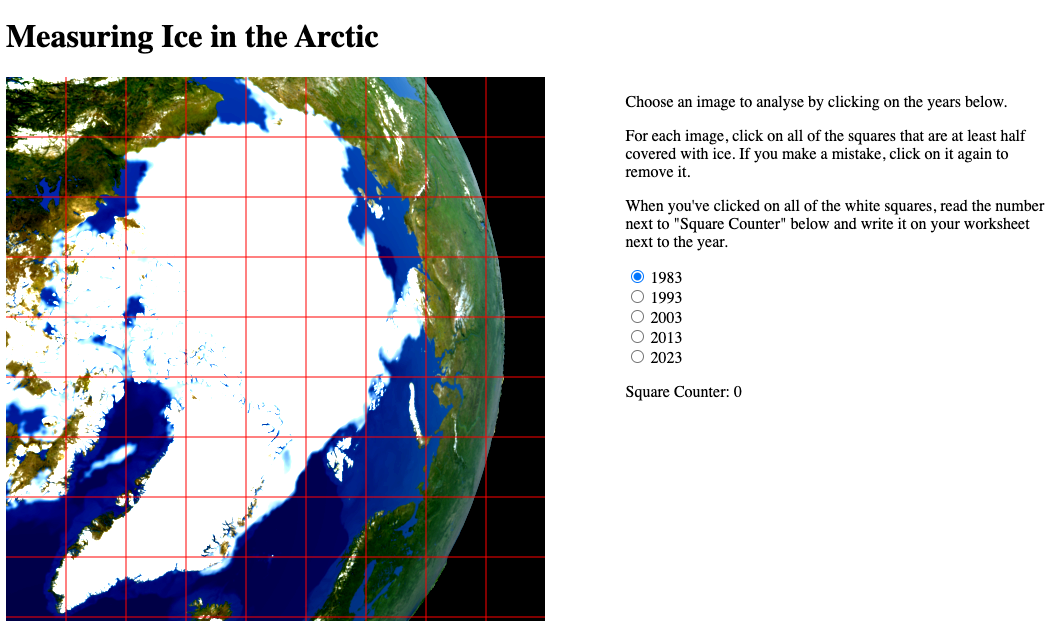 Measuring Ice in the Arctic
Choose an image to analyse by clicking on the years below.
For each image, click on all of the squares that are at least half
covered with ice. If you make a mistake, click on it again to
remove it.
When you've clicked on all of the white squares, read the number
next to "Square Counter" below and write it on your worksheet
next to the year.
1983
1993
2003
2013
2023
Square Counter: 0